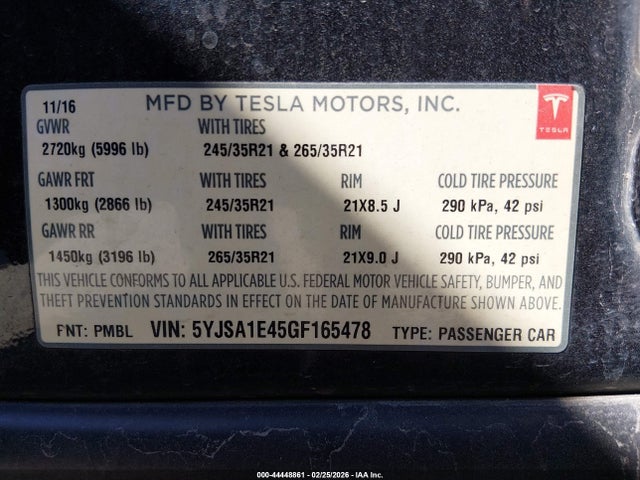 11/16 MFD BY TESLA MOTORS, INC.
TESLA
GVWR WITH TIRES
2720kg (5996 lb) 245/35R21 & 265/35R21
GAWR FRT WITH TIRES RIM COLD TIRE PRESSURE
1300kg (2866 lb) 245/35R21 21X8.5 J 290 kPa, 42 psi
GAWR RR WITH TIRES RIM COLD TIRE PRESSURE
1450kg (3196 lb) 265/35R21 21X9.0 J 290 kPa, 42 psi
THIS VEHICLE CONFORMS TO ALL APPLICABLE U.S. FEDERAL MOTOR VEHICLE SAFETY, BUMPER, AND
THEFT PREVENTION STANDARDS IN EFFECT ON THE DATE OF MANUFACTURE SHOWN ABOVE.
FNT: PMBL VIN: 5YJSA1E45GF165478 TYPE: PASSENGER CAR
000-44448861 - 02/25/2026 - IAA Inc.